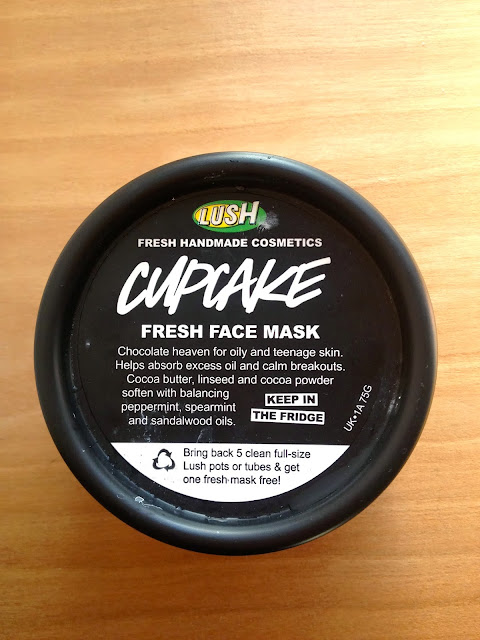 LUSH
FRESH HANDMADE COSMETICS
CUPCAKE
FRESH FACE MASK
Chocolate heaven for oily and teenage skin.
Helps absorb excess oil and calm breakouts.
Cocoa butter, linseed and cocoa powder
soften with balancing
peppermint, spearmint
and sandalwood oils.
KEEP IN
THE FRIDGE
UK•1A 75G
Bring back 5 clean full-size
Lush pots or tubes & get
one fresh mask free!